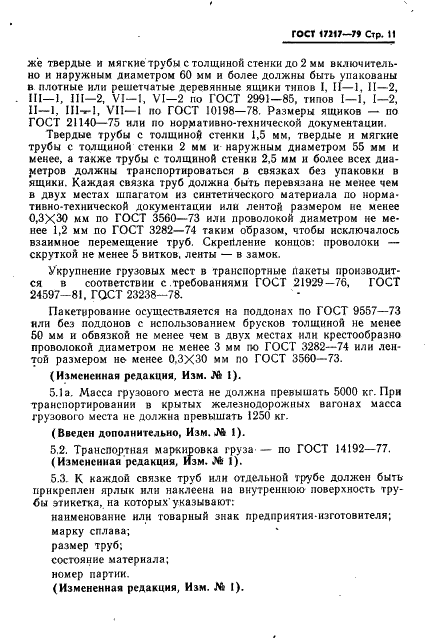 ГОСТ 17217—79 Стр. 11
же твердые и мягкие трубы с толщиной стенки до 2 мм включитель-
но и наружным диаметром 60 мм и более должны быть упакованы
в плотные или решетчатые деревянные ящики типов I, II—1, II—2,
III—1, III—2, VI—1, VI—2 по ГОСТ 2991—85, типов I—1, I—2,
II—1, III—1, VII—1 по ГОСТ 10198—78. Размеры ящиков — по
ГОСТ 21140—75 или по нормативно-технической документации.
Твердые трубы с толщиной стенки 1,5 мм, твердые и мягкие
трубы с толщиной стенки 2 мм и наружным диаметром 55 мм и
менее, а также трубы с толщиной стенки 2,5 мм и более всех диа-
метров должны транспортироваться в связках без упаковки в
ящики. Каждая связка труб должна быть перевязана не менее чем
в двух местах шпагатом из синтетического материала по норма-
тивно-технической документации или лентой размером не менее
0,3×30 мм по ГОСТ 3560—73 или проволокой диаметром не ме-
нее 1,2 мм по ГОСТ 3282—74 таким образом, чтобы исключалось
взаимное перемещение труб. Скрепление концов: проволоки —
скруткой не менее 5 витков, ленты — в замок.
Укрупнение грузовых мест в транспортные пакеты производит-
ся в соответствии с требованиями ГОСТ 21929—76, ГОСТ
24597—81, ГОСТ 23238—78.
Пакетирование осуществляется на поддонах по ГОСТ 9557—73
или без поддонов с использованием брусков толщиной не менее
50 мм и обвязкой не менее чем в двух местах или крестообразно
проволокой диаметром не менее 3 мм по ГОСТ 3282—74 или лен-
той размером не менее 0,3×30 мм по ГОСТ 3560—73.
(Измененная редакция, Изм. № 1).
5.1а. Масса грузового места не должна превышать 5000 кг. При
транспортировании в крытых железнодорожных вагонах масса
грузового места не должна превышать 1250 кг.
(Введен дополнительно, Изм. № 1).
5.2. Транспортная маркировка груза — по ГОСТ 14192—77.
(Измененная редакция, Изм. № 1).
5.3. К каждой связке труб или отдельной трубе должен быть
прикреплен ярлык или наклеена на внутреннюю поверхность тру-
бы этикетка, на которых указывают:
наименование или товарный знак предприятия-изготовителя;
марку сплава;
размер труб;
состояние материала;
номер партии.
(Измененная редакция, Изм. № 1).